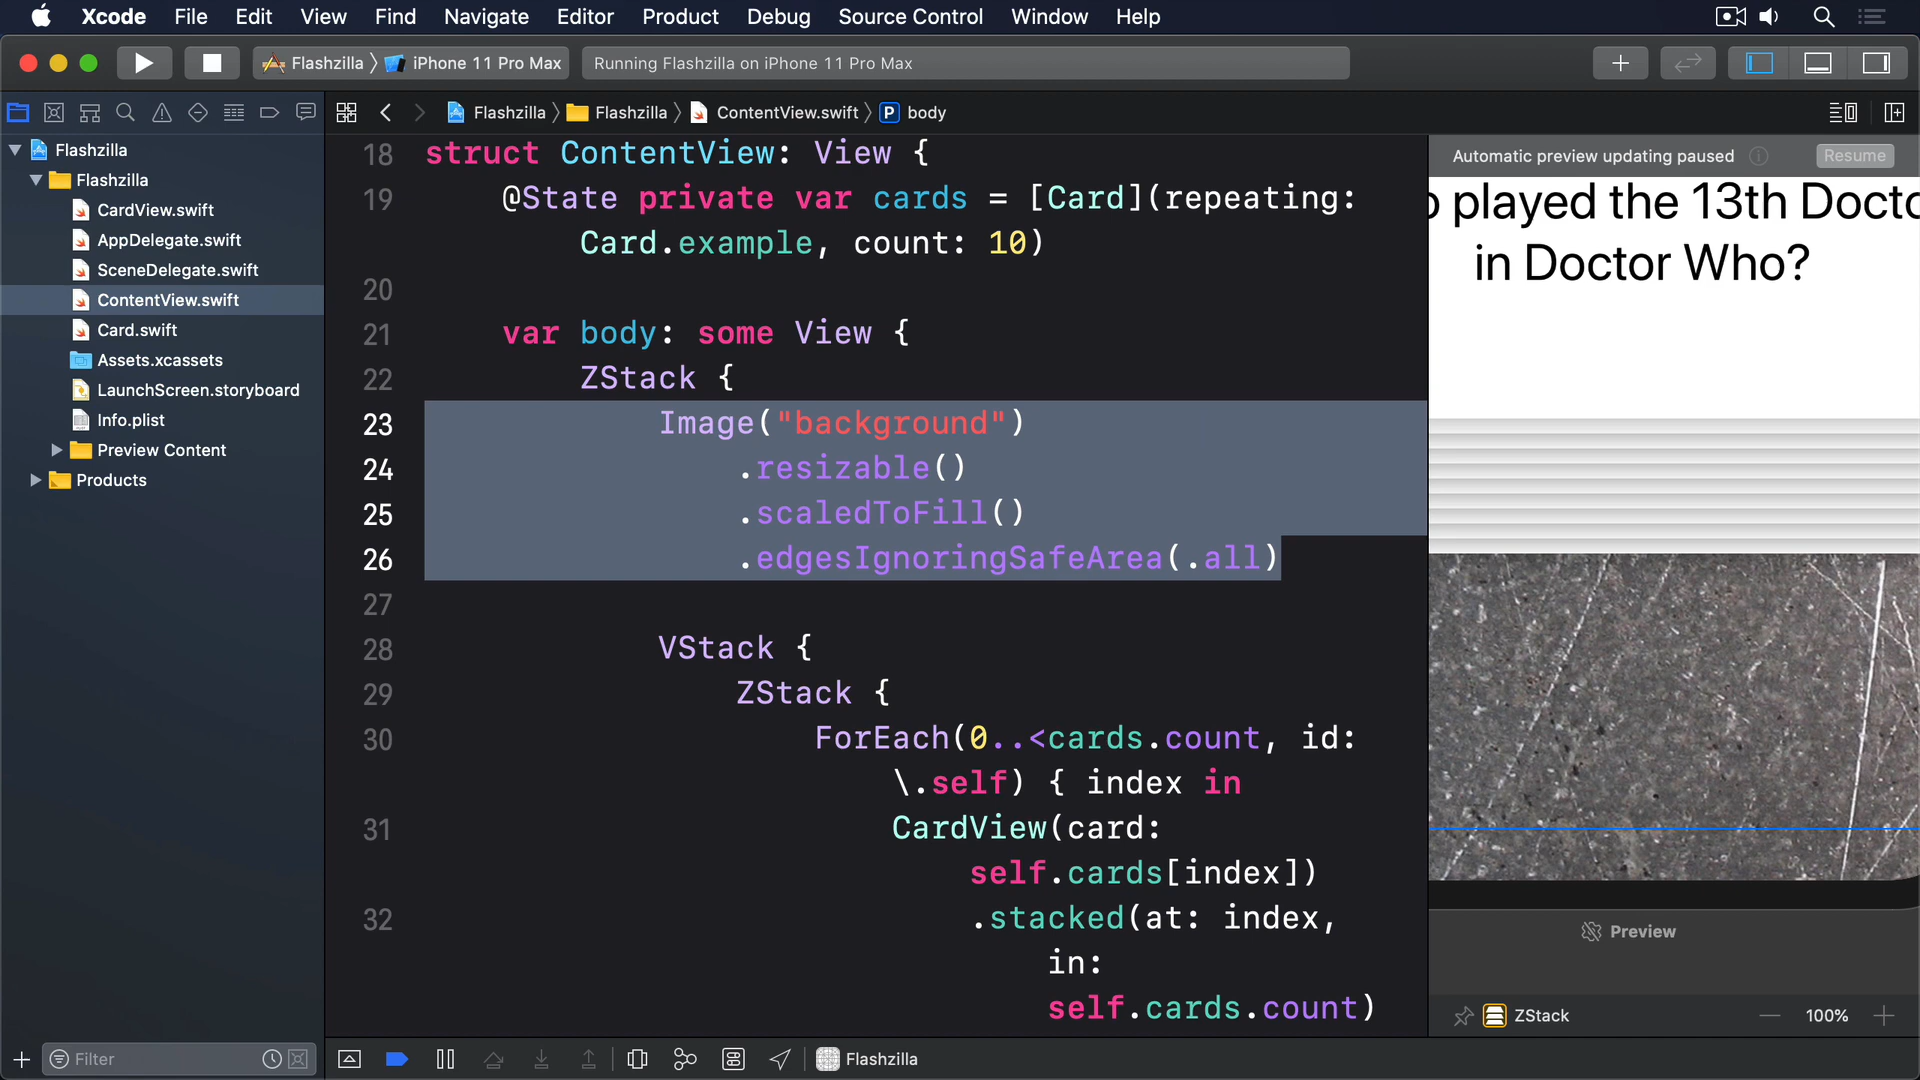 Xcode File Edit View Find Navigate Editor Product Debug Source Control Window Help
Flashzilla iPhone 11 Pro Max Running Flashzilla on iPhone 11 Pro Max
Flashzilla Flashzilla ContentView.swift P body
Flashzilla
Flashzilla
CardView.swift
AppDelegate.swift
SceneDelegate.swift
ContentView.swift
Card.swift
Assets.xcassets
LaunchScreen.storyboard
Info.plist
Preview Content
Products
Filter
18 struct ContentView: View {
19 @State private var cards = [Card](repeating:
Card.example, count: 10)
20
21 var body: some View {
22 ZStack {
23 Image("background")
24 .resizable()
25 .scaledToFill()
26 .edgesIgnoringSafeArea(.all)
27
28 VStack {
29 ZStack {
30 ForEach(0..<cards.count, id:
\.self) { index in
31 CardView(card:
self.cards[index])
32 .stacked(at: index,
in:
self.cards.count)
Automatic preview updating paused Resume
o played the 13th Docto
in Doctor Who?
Preview
ZStack 100%
Flashzilla